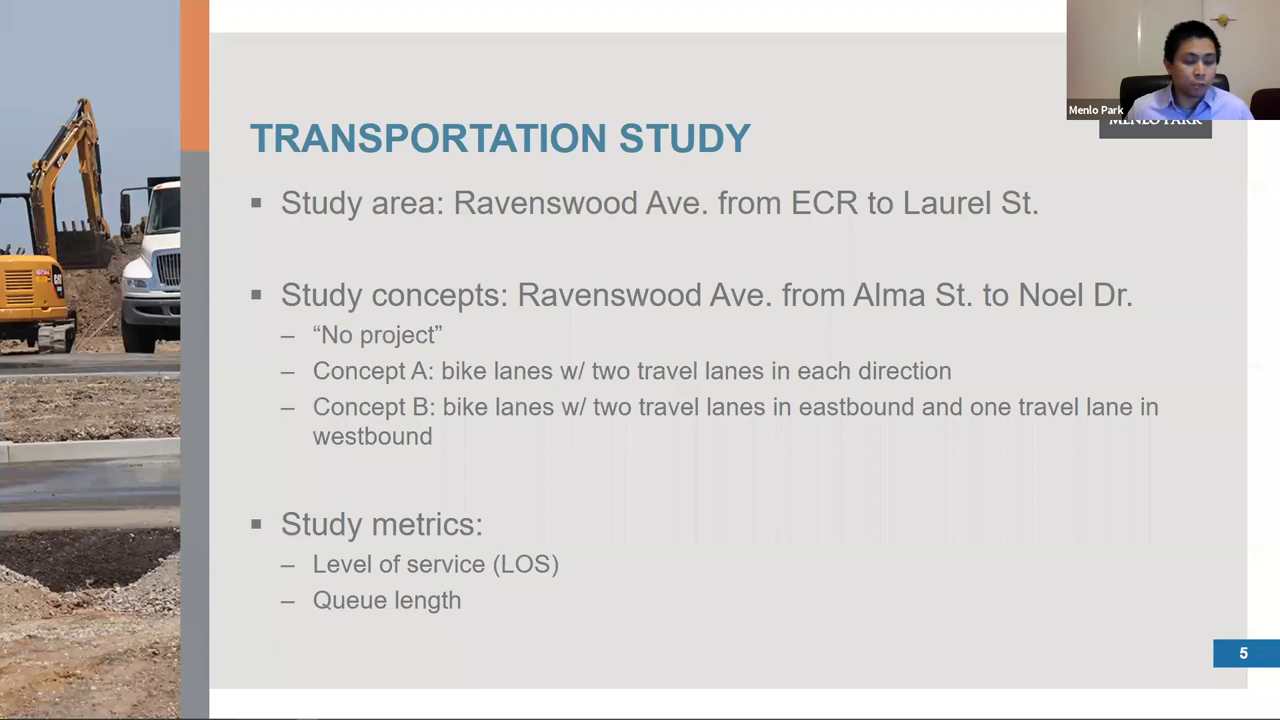 Menlo Park
MENLO PARK
TRANSPORTATION STUDY
▪ Study area: Ravenswood Ave. from ECR to Laurel St.
▪ Study concepts: Ravenswood Ave. from Alma St. to Noel Dr.
– “No project”
– Concept A: bike lanes w/ two travel lanes in each direction
– Concept B: bike lanes w/ two travel lanes in eastbound and one travel lane in
westbound
▪ Study metrics:
– Level of service (LOS)
– Queue length
5
CAT
CAT